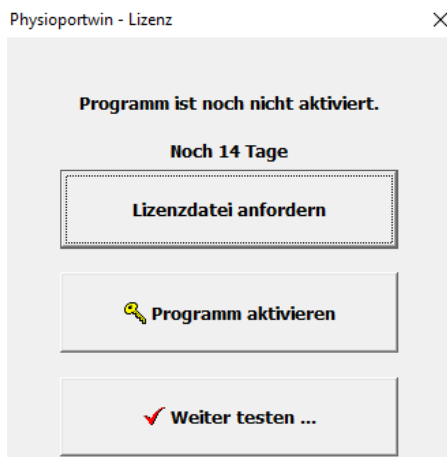 Physioportwin - Lizenz
Programm ist noch nicht aktiviert.
Noch 14 Tage
Lizenzdatei anfordern
Programm aktivieren
Weiter testen ...